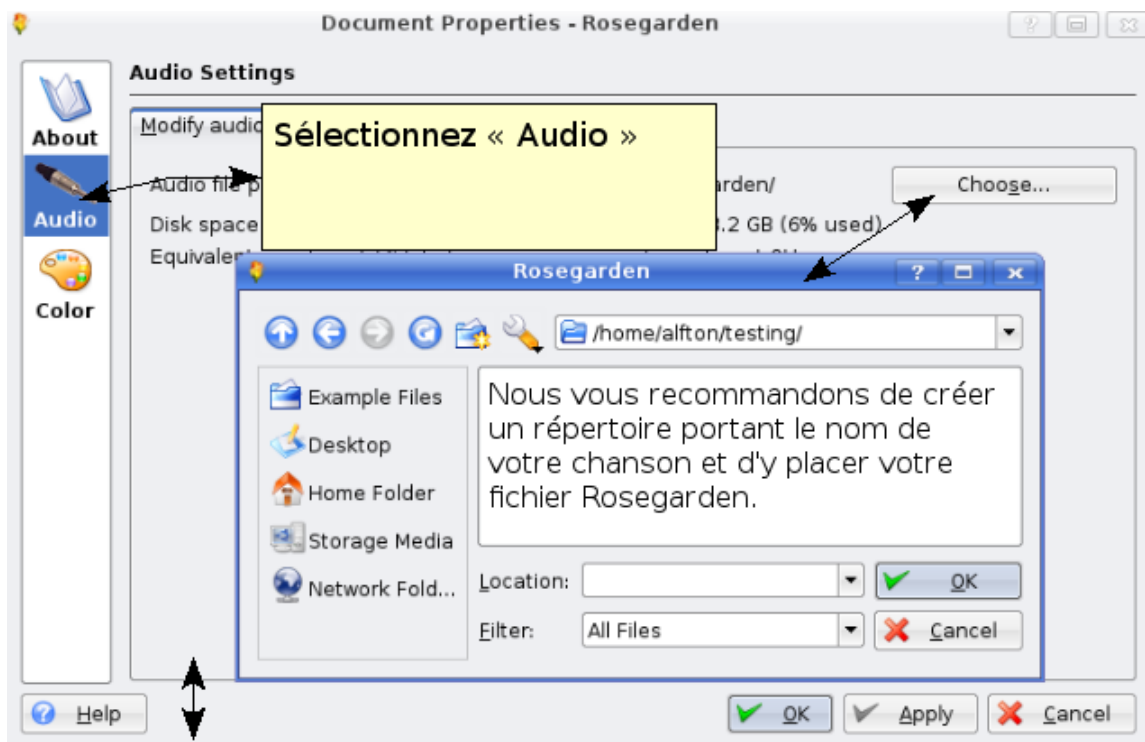 Document Properties - Rosegarden
Audio Settings
About
Audio
Color
Modify audio
Sélectionnez « Audio »
Audio file
arden/
Choose...
Disk space
.2 GB (6% used)
Rosegarden
/home/alfton/testing/
Example Files
Desktop
Home Folder
Storage Media
Network Fold...
Nous vous recommandons de créer
un répertoire portant le nom de
votre chanson et d'y placer votre
fichier Rosegarden.
Location:
OK
Filter:
All Files
Cancel
Help
OK
Apply
Cancel